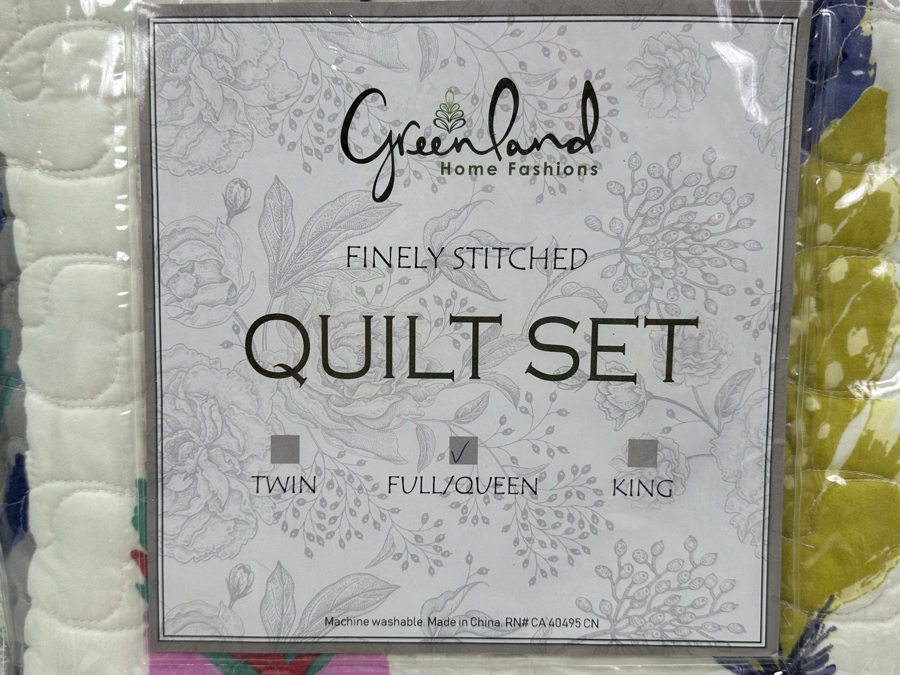 Greenland
Home Fashions
FINELY STITCHED
QUILT SET
TWIN FULL/QUEEN KING
Machine washable. Made in China. RN# CA 40495 CN